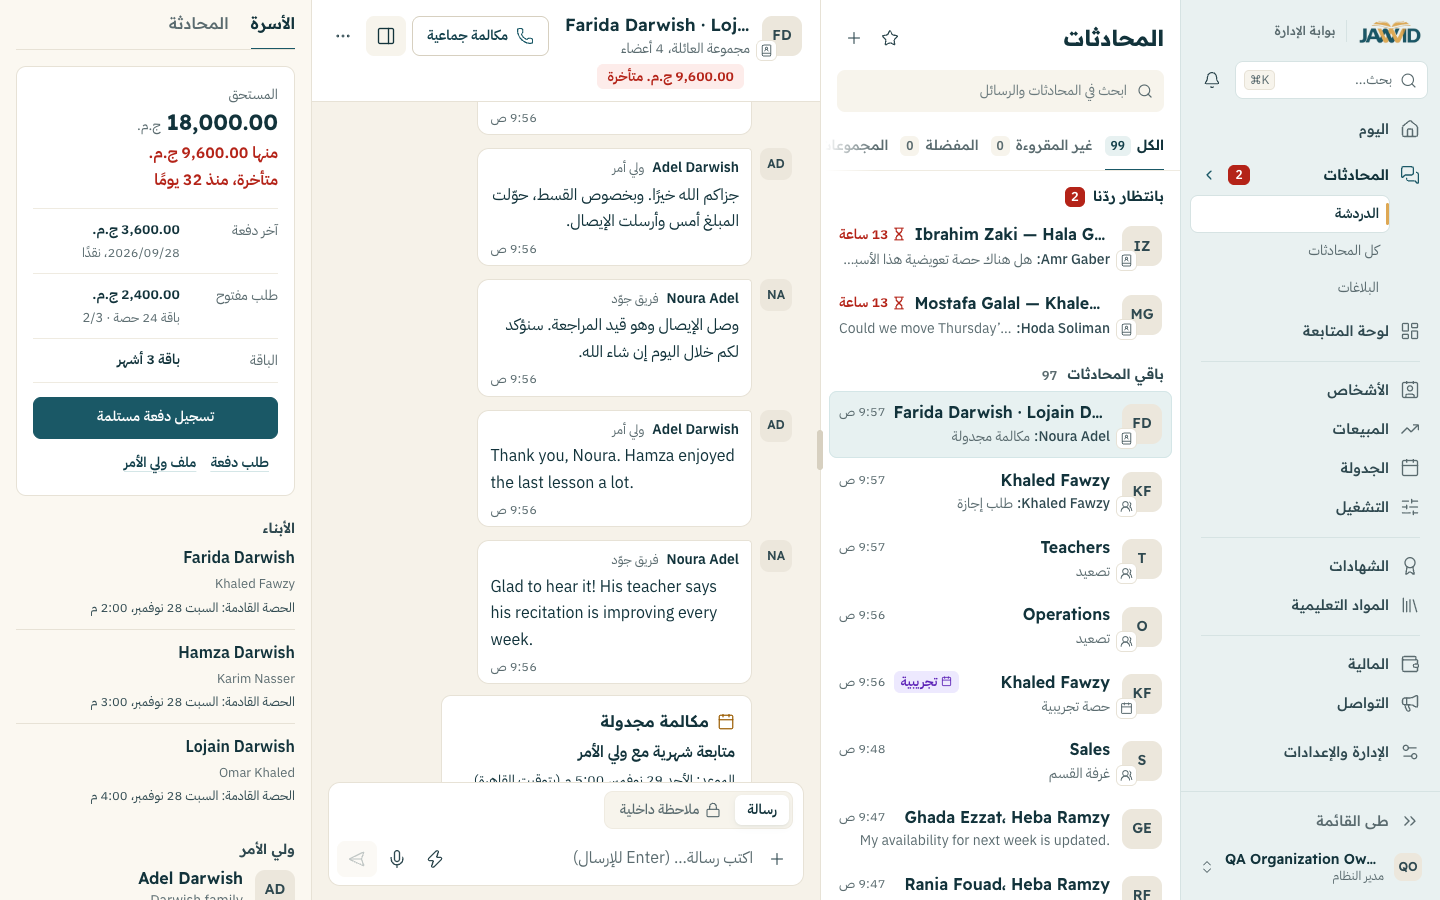 JAWWID
بوابة الإدارة
بحث...
⌘K
اليوم
المحادثات
2
الدردشة
كل المحادثات
البلاغات
لوحة المتابعة
الأشخاص
المبيعات
الجدولة
التشغيل
الشهادات
المواد التعليمية
المالية
التواصل
الإدارة والإعدادات
طي القائمة
QO
QA Organization Ow...
مدير النظام
المحادثات
ابحث في المحادثات والرسائل
الكل 99
غير المقروءة 0
المفضلة 0
المجموعات
بانتظار ردّنا 2
IZ
Ibrahim Zaki — Hala G...
13 ساعة
Amr Gaber: هل هناك حصة تعويضية هذا الأسب...
MG
Mostafa Galal — Khale...
13 ساعة
Hoda Soliman: Could we move Thursday’...
باقي المحادثات 97
FD
Farida Darwish · Lojain D...
9:57 ص
Noura Adel: مكالمة مجدولة
KF
Khaled Fawzy
9:57 ص
Khaled Fawzy: طلب إجازة
T
Teachers
9:57 ص
تصعيد
O
Operations
9:56 ص
تصعيد
KF
Khaled Fawzy
تجريبية
9:56 ص
حصة تجريبية
S
Sales
9:48 ص
غرفة القسم
GE
Ghada Ezzat، Heba Ramzy
9:47 ص
My availability for next week is updated.
RF
Rania Fouad، Heba Ramzy
9:47 ص
FD
Farida Darwish · Loj...
مجموعة العائلة، 4 أعضاء
9,600.00 ج.م. متأخرة
مكالمة جماعية
9:56 ص
AD
Adel Darwish ولي أمر
جزاكم الله خيرًا. وبخصوص القسط، حوّلت
المبلغ أمس وأرسلت الإيصال.
9:56 ص
NA
Noura Adel فريق جوّد
وصل الإيصال وهو قيد المراجعة. سنؤكد
لكم خلال اليوم إن شاء الله.
9:56 ص
AD
Adel Darwish ولي أمر
Thank you, Noura. Hamza enjoyed
the last lesson a lot.
9:56 ص
NA
Noura Adel فريق جوّد
Glad to hear it! His teacher says
his recitation is improving every
week.
9:56 ص
مكالمة مجدولة
متابعة شهرية مع ولي الأمر
الموعد: الأحد 29 نوفمبر، 5:00 م (بتوقيت القاهرة)
رسالة
ملاحظة داخلية
اكتب رسالة... (Enter للإرسال)
الأسرة
المحادثة
المستحق
18,000.00 ج.م.
منها 9,600.00 ج.م.
متأخرة، منذ 32 يومًا
آخر دفعة
3,600.00 ج.م.
2026/09/28، نقدًا
طلب مفتوح
2,400.00 ج.م.
باقة 24 حصة · 2/3
الباقة
باقة 3 أشهر
تسجيل دفعة مستلمة
طلب دفعة
ملف ولي الأمر
الأبناء
Farida Darwish
Khaled Fawzy
الحصة القادمة: السبت 28 نوفمبر، 2:00 م
Hamza Darwish
Karim Nasser
الحصة القادمة: السبت 28 نوفمبر، 3:00 م
Lojain Darwish
Omar Khaled
الحصة القادمة: السبت 28 نوفمبر، 4:00 م
ولي الأمر
AD
Adel Darwish
Darwish family